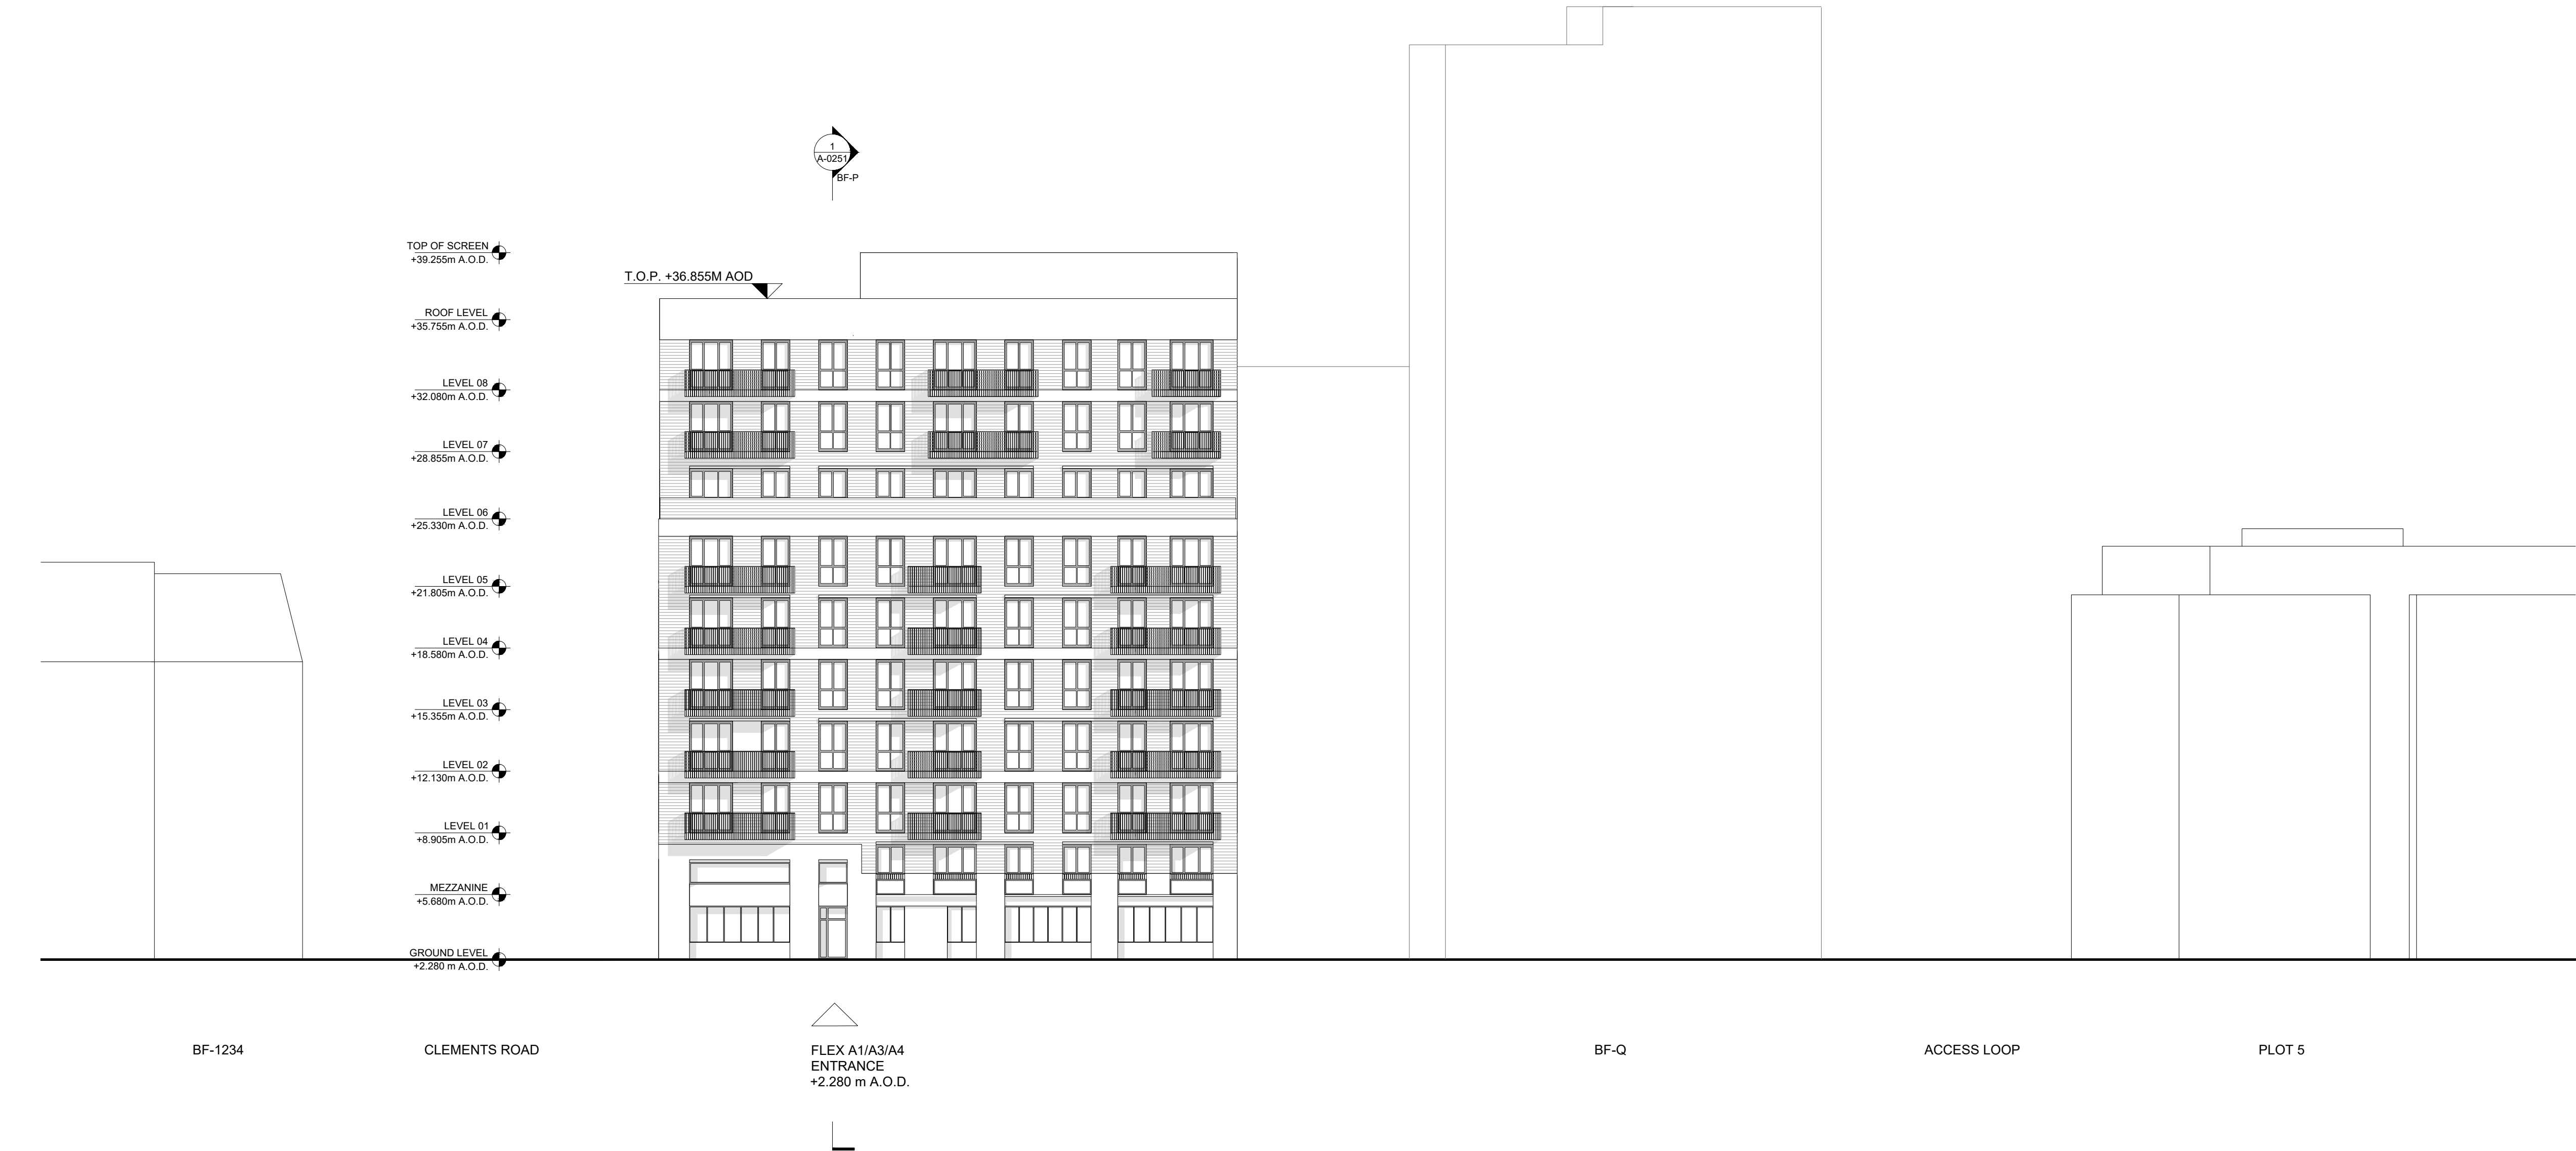 1
A-0251
BF-P
TOP OF SCREEN
+39.255m A.O.D.
T.O.P. +36.855M AOD
ROOF LEVEL
+35.755m A.O.D.
LEVEL 08
+32.080m A.O.D.
LEVEL 07
+28.855m A.O.D.
LEVEL 06
+25.330m A.O.D.
LEVEL 05
+21.805m A.O.D.
LEVEL 04
+18.580m A.O.D.
LEVEL 03
+15.355m A.O.D.
LEVEL 02
+12.130m A.O.D.
LEVEL 01
+8.905m A.O.D.
MEZZANINE
+5.680m A.O.D.
GROUND LEVEL
+2.280 m A.O.D.
BF-1234
CLEMENTS ROAD
FLEX A1/A3/A4
ENTRANCE
+2.280 m A.O.D.
BF-Q
ACCESS LOOP
PLOT 5